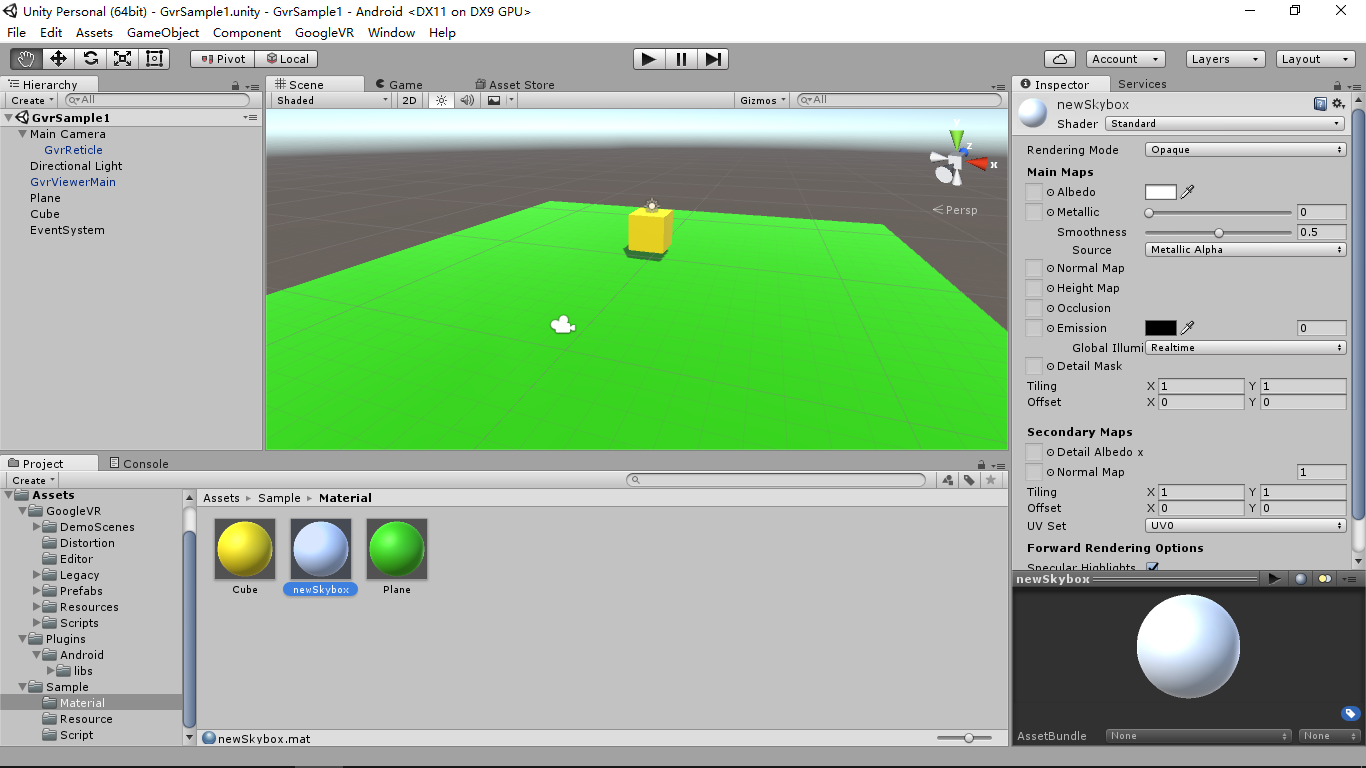 Unity Personal (64bit) - GvrSample1.unity - GvrSample1 - Android <DX11 on DX9 GPU>
File Edit Assets GameObject Component GoogleVR Window Help
Pivot Local Account Layers Layout
Hierarchy
Create All
GvrSample1
Main Camera
GvrReticle
Directional Light
GvrViewerMain
Plane
Cube
EventSystem
Scene Game Asset Store
Shaded 2D Gizmos All
y
z
x
Persp
Inspector Services
newSkybox
Shader Standard
Rendering Mode Opaque
Main Maps
Albedo
Metallic 0
Smoothness 0.5
Source Metallic Alpha
Normal Map
Height Map
Occlusion
Emission 0
Global Illumi Realtime
Detail Mask
Tiling X 1 Y 1
Offset X 0 Y 0
Secondary Maps
Detail Albedo x
Normal Map 1
Tiling X 1 Y 1
Offset X 0 Y 0
UV Set UV0
Forward Rendering Options
Specular Highlights
newSkybox
AssetBundle None None
Project Console
Create
Assets
GoogleVR
DemoScenes
Distortion
Editor
Legacy
Prefabs
Resources
Scripts
Plugins
Android
libs
Sample
Material
Resource
Script
Assets Sample Material
Cube newSkybox Plane
newSkybox.mat